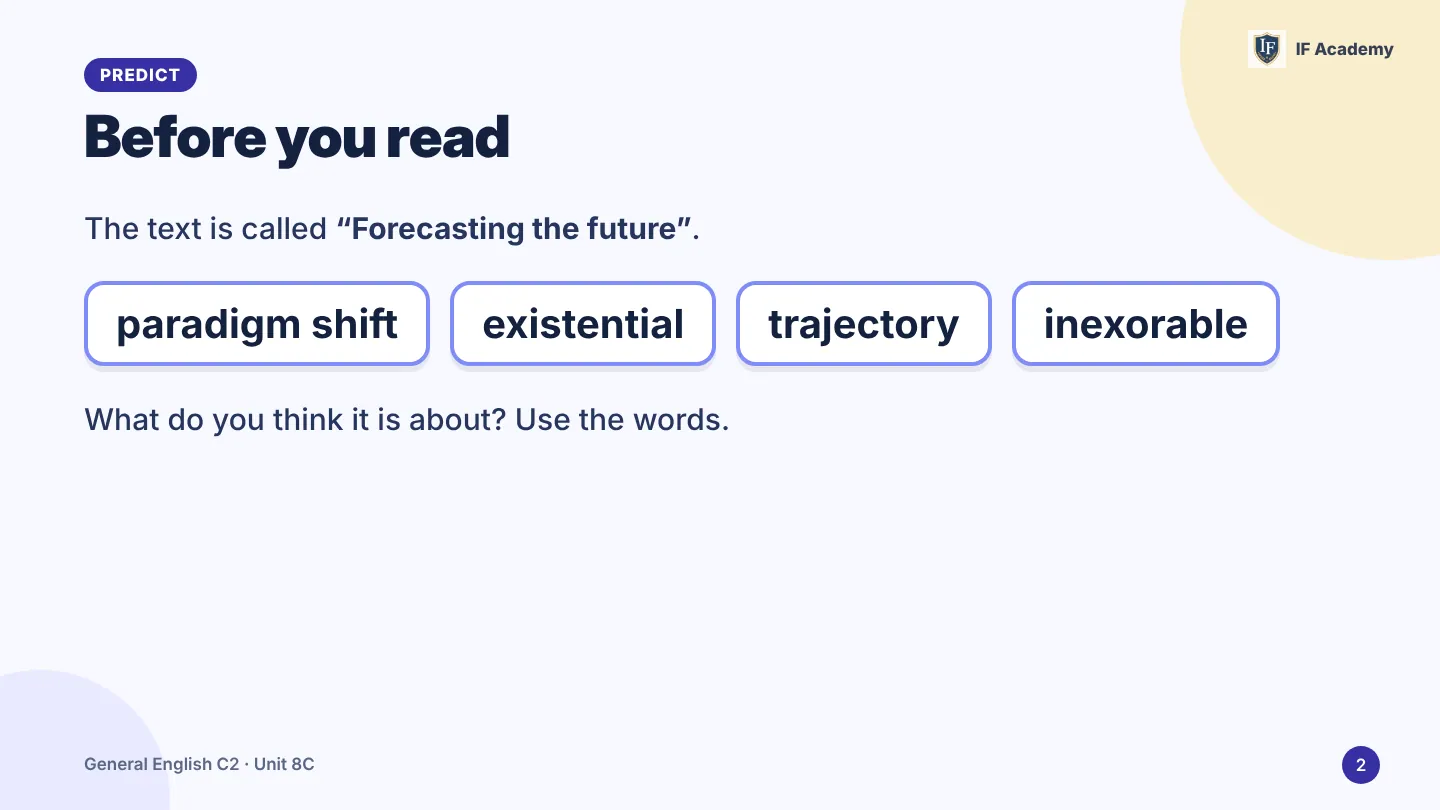 IF
IF Academy
PREDICT
Before you read
The text is called “Forecasting the future”.
paradigm shift existential trajectory inexorable
What do you think it is about? Use the words.
General English C2 · Unit 8C
2